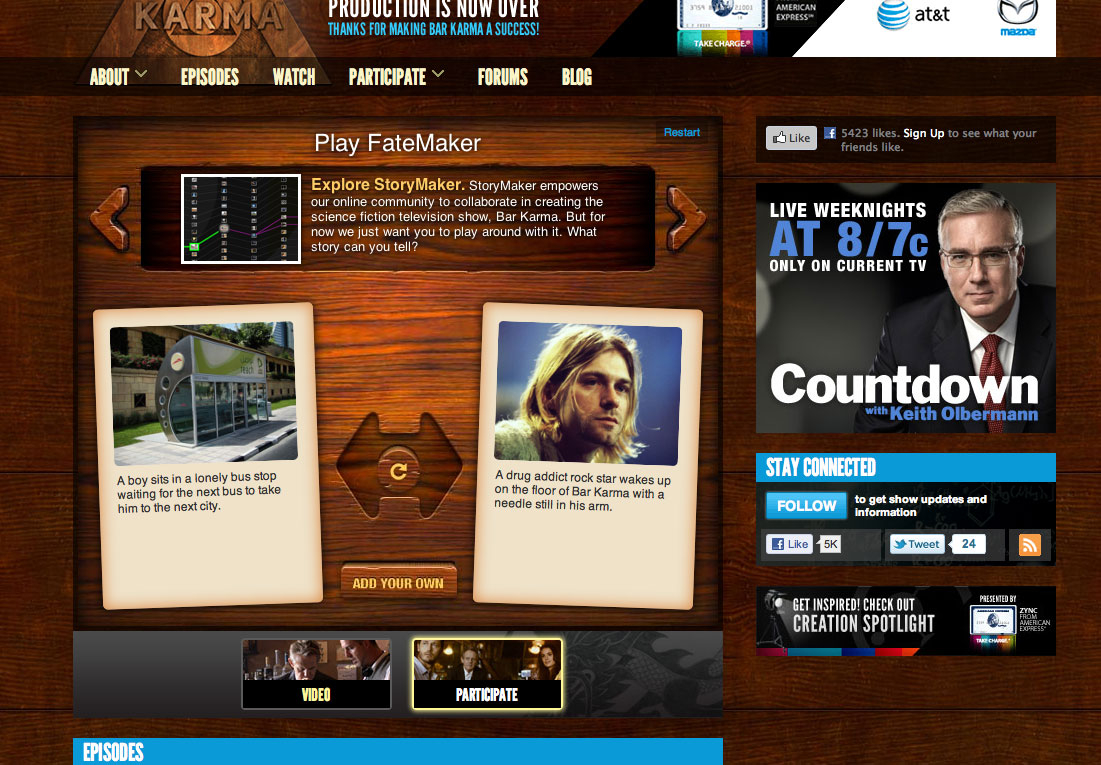 KARMA
PRODUCTION IS NOW OVER
THANKS FOR MAKING BAR KARMA A SUCCESS!
AMERICAN
EXPRESS℠
TAKE CHARGE.®
at&t
mazda
ABOUT
EPISODES
WATCH
PARTICIPATE
FORUMS
BLOG
Play FateMaker
Restart
Explore StoryMaker. StoryMaker empowers
our online community to collaborate in creating the
science fiction television show, Bar Karma. But for
now we just want you to play around with it. What
story can you tell?
A boy sits in a lonely bus stop
waiting for the next bus to take
him to the next city.
A drug addict rock star wakes up
on the floor of Bar Karma with a
needle still in his arm.
ADD YOUR OWN
VIDEO
PARTICIPATE
EPISODES
Like
5423 likes. Sign Up to see what your
friends like.
LIVE WEEKNIGHTS
AT 8/7c
ONLY ON CURRENT TV
Countdown
with Keith Olbermann
STAY CONNECTED
FOLLOW
to get show updates and
information
Like
5K
Tweet
24
GET INSPIRED! CHECK OUT
CREATION SPOTLIGHT
PRESENTED BY
ZYNC
FROM
AMERICAN
EXPRESS℠
TAKE CHARGE.®